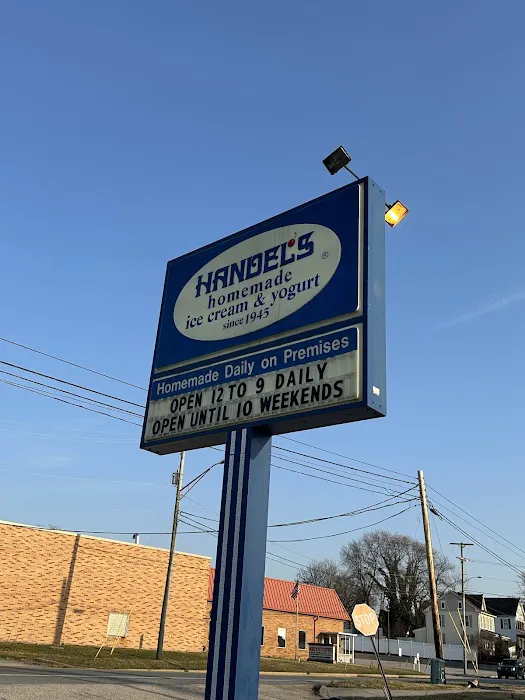 HANDEL'S
®
homemade
ice cream & yogurt
since 1945
Homemade Daily on Premises
OPEN 12 TO 9 DAILY
OPEN UNTIL 10 WEEKENDS
STOP